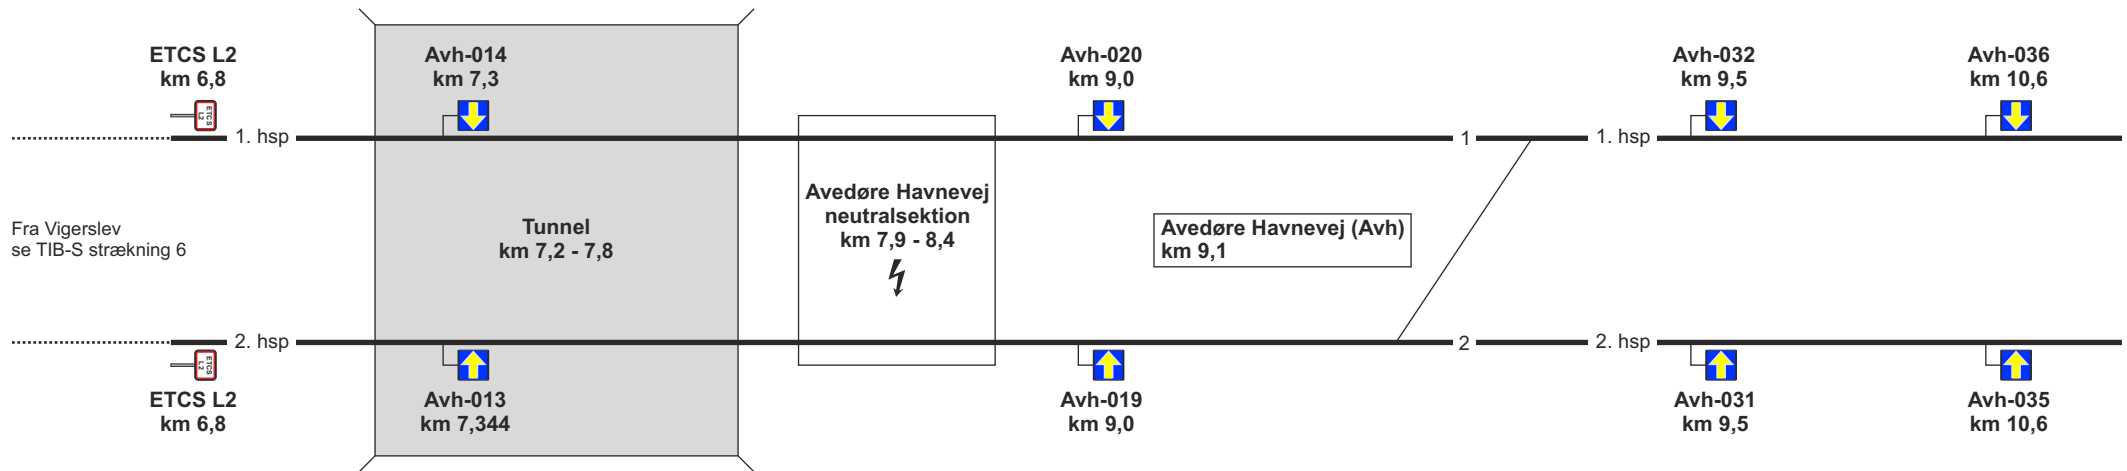 ETCS L2
km 6,8
Avh-014
km 7,3
Avh-020
km 9,0
Avh-032
km 9,5
Avh-036
km 10,6
ETCS
L2
1. hsp
1
1. hsp
Fra Vigerslev
se TIB-S strækning 6
Tunnel
km 7,2 - 7,8
Avedøre Havnevej
neutralsektion
km 7,9 - 8,4
Avedøre Havnevej (Avh)
km 9,1
2. hsp
2
2. hsp
ETCS
L2
ETCS L2
km 6,8
Avh-013
km 7,344
Avh-019
km 9,0
Avh-031
km 9,5
Avh-035
km 10,6